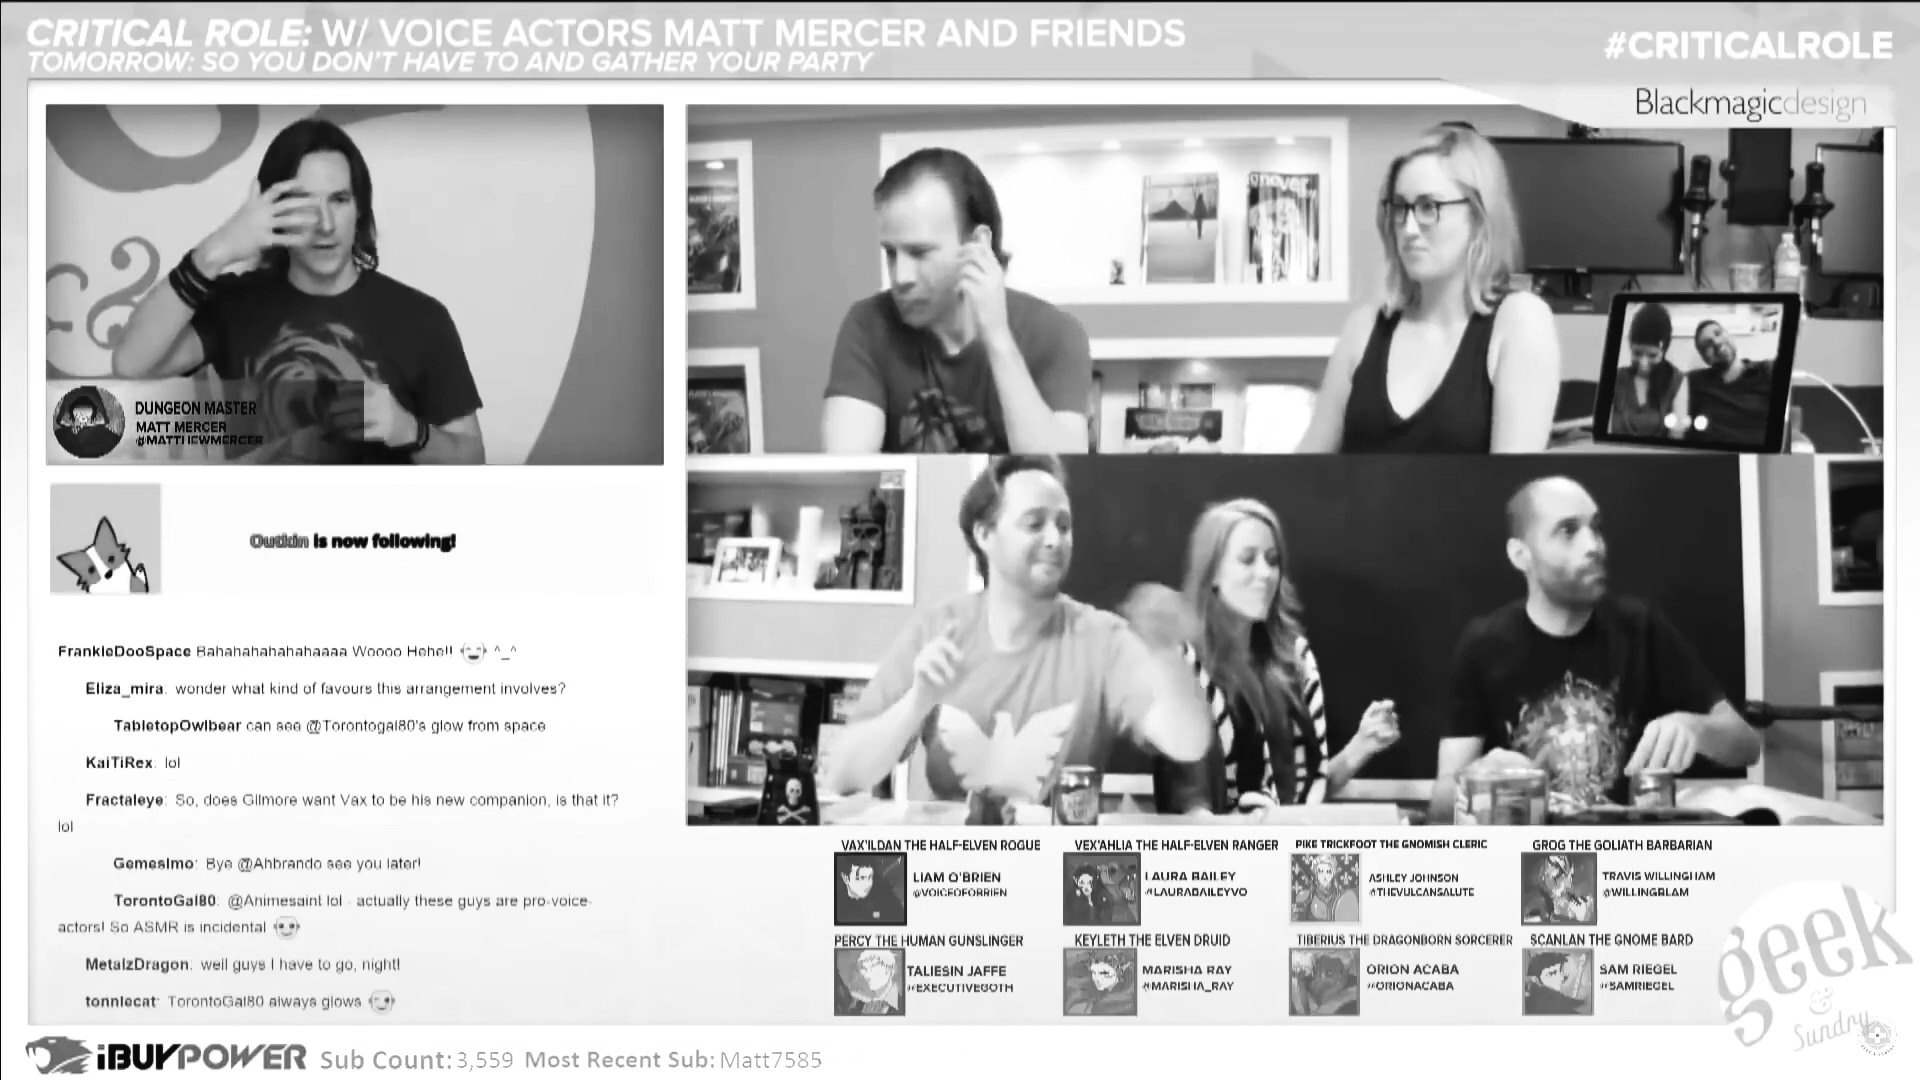 CRITICAL ROLE: W/ VOICE ACTORS MATT MERCER AND FRIENDS
TOMORROW: SO YOU DON'T HAVE TO AND GATHER YOUR PARTY
#CRITICALROLE
Blackmagicdesign
DUNGEON MASTER
MATT MERCER
@MATTHEWMERCER
Outkin is now following!
FrankieDooSpace Bahahahahahahaaaa Woooo Hehe!! ^_^
Eliza_mira: wonder what kind of favours this arrangement involves?
TabletopOwlbear can see @Torontogal80's glow from space
KaiTiRex: lol
Fractaleye: So, does Gilmore want Vax to be his new companion, is that it?
lol
Gemesimo: Bye @Ahbrando see you later!
TorontoGal80: @Animesaint lol - actually these guys are pro-voice-
actors! So ASMR is incidental
MetalzDragon: well guys I have to go, night!
tonniecat: TorontoGal80 always glows
VAX'ILDAN THE HALF-ELVEN ROGUE
LIAM O'BRIEN
@VOICEOFOBRIEN
VEX'AHLIA THE HALF-ELVEN RANGER
LAURA BAILEY
@LAURABAILEYVO
PIKE TRICKFOOT THE GNOMISH CLERIC
ASHLEY JOHNSON
@THEVULCANSALUTE
GROG THE GOLIATH BARBARIAN
TRAVIS WILLINGHAM
@WILLINGBLAM
PERCY THE HUMAN GUNSLINGER
TALIESIN JAFFE
@EXECUTIVEGOTH
KEYLETH THE ELVEN DRUID
MARISHA RAY
@MARISHA_RAY
TIBERIUS THE DRAGONBORN SORCERER
ORION ACABA
@ORIONACABA
SCANLAN THE GNOME BARD
SAM RIEGEL
@SAMRIEGEL
geek
&
Sundry
iBUYPOWER Sub Count: 3,559 Most Recent Sub: Matt7585